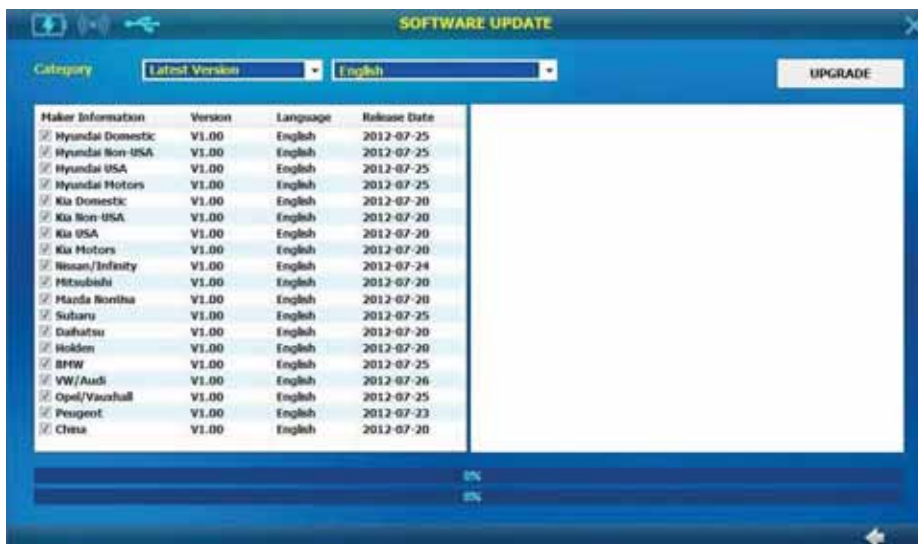 SOFTWARE UPDATE
Category Latest Version English UPGRADE
Maker Information Version Language Release Date
Hyundai Domestic V1.00 English 2012-07-25
Hyundai Non-USA V1.00 English 2012-07-25
Hyundai USA V1.00 English 2012-07-25
Hyundai Motors V1.00 English 2012-07-25
Kia Domestic V1.00 English 2012-07-20
Kia Non-USA V1.00 English 2012-07-20
Kia USA V1.00 English 2012-07-20
Kia Motors V1.00 English 2012-07-20
Nissan/Infinity V1.00 English 2012-07-24
Mitsubishi V1.00 English 2012-07-20
Mazda V1.00 English 2012-07-20
Subaru V1.00 English 2012-07-25
Daihatsu V1.00 English 2012-07-20
Holden V1.00 English 2012-07-20
BMW V1.00 English 2012-07-25
VW/Audi V1.00 English 2012-07-26
Opel/Vauxhall V1.00 English 2012-07-25
Peugeot V1.00 English 2012-07-23
China V1.00 English 2012-07-20
0%
0%